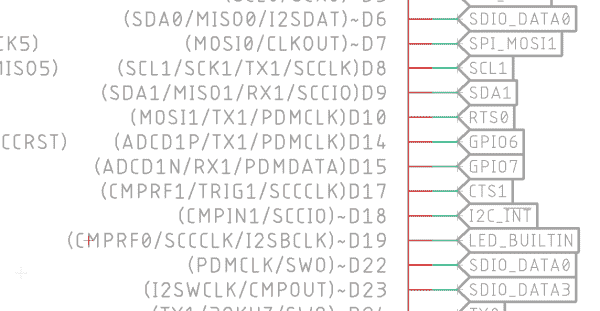 (SDA0/MISO0/I2SDAT)~D6 SDIO_DATA0
CK5) (MOSI0/CLKOUT)~D7 SPI_MOSI1
MISO5) (SCL1/SCK1/TX1/SCCLK)D8 SCL1
(SDA1/MISO1/RX1/SCCIO)D9 SDA1
(MOSI1/TX1/PDMCLK)D10 RTS0
CCRST) (ADCD1P/TX1/PDMCLK)D14 GPIO6
(ADCD1N/RX1/PDMDATA)D15 GPIO7
(CMPRF1/TRIG1/SCCCLK)D17 CTS1
(CMPIN1/SCCIO)~D18 I2C_INT
(CMPRF0/SCCCLK/I2SBCLK)~D19 LED_BUILTIN
(PDMCLK/SWO)~D22 SDIO_DATA0
(I2SWCLK/CMPOUT)~D23 SDIO_DATA3